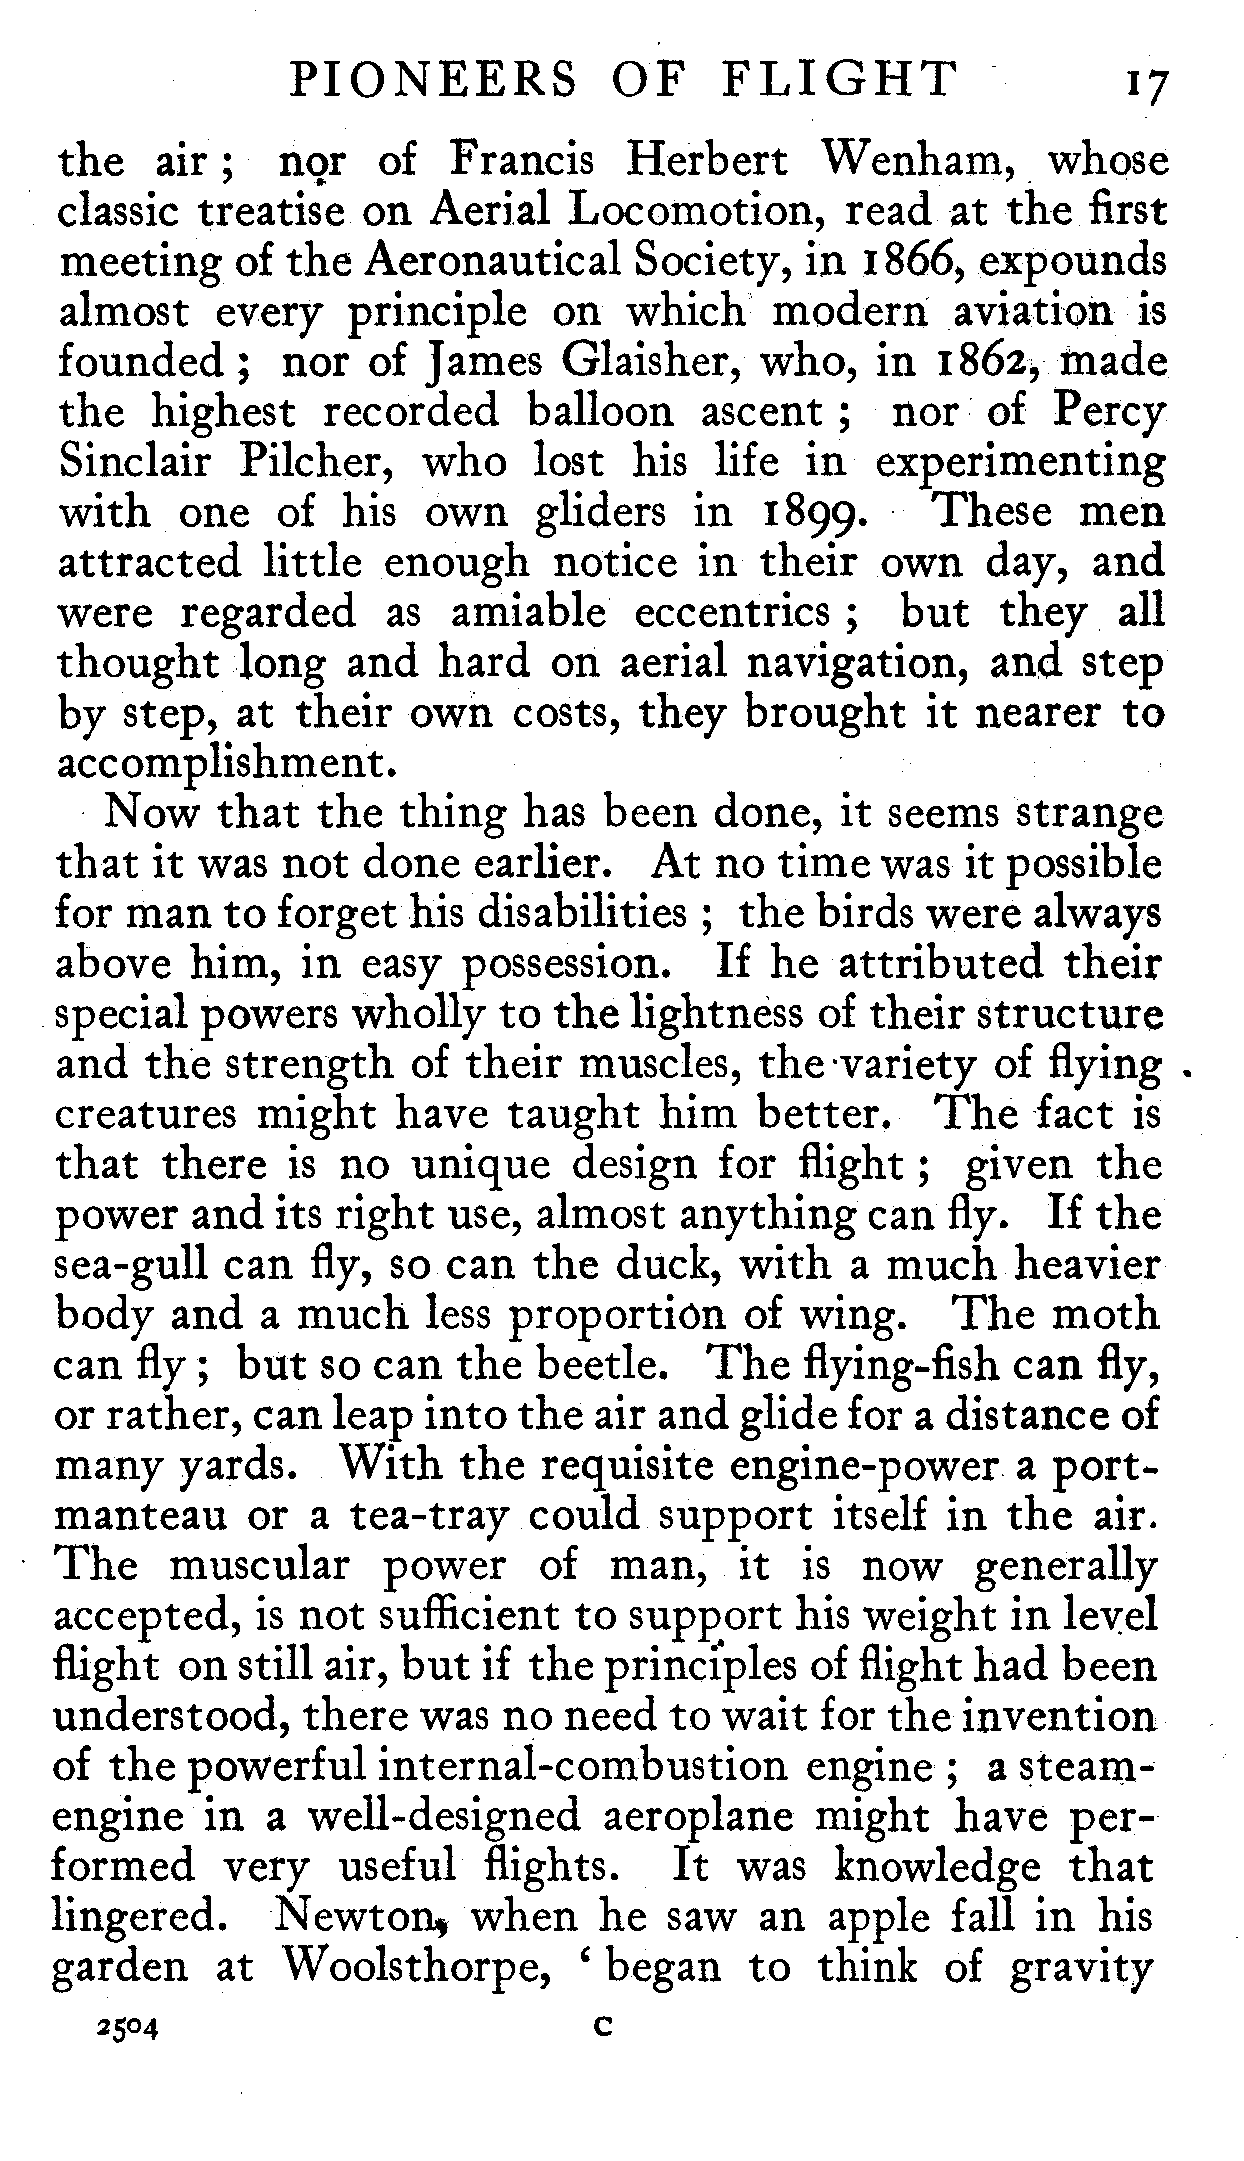 PIONEERS OF FLIGHT 17
the air ; nor of Francis Herbert Wenham, whose
classic treatise on Aerial Locomotion, read at the first
meeting of the Aeronautical Society, in 1866, expounds
almost every principle on which modern aviation is
founded ; nor of James Glaisher, who, in 1862, made
the highest recorded balloon ascent ; nor of Percy
Sinclair Pilcher, who lost his life in experimenting
with one of his own gliders in 1899. These men
attracted little enough notice in their own day, and
were regarded as amiable eccentrics ; but they all
thought long and hard on aerial navigation, and step
by step, at their own costs, they brought it nearer to
accomplishment.
Now that the thing has been done, it seems strange
that it was not done earlier. At no time was it possible
for man to forget his disabilities ; the birds were always
above him, in easy possession. If he attributed their
special powers wholly to the lightness of their structure
and the strength of their muscles, the variety of flying
creatures might have taught him better. The fact is
that there is no unique design for flight ; given the
power and its right use, almost anything can fly. If the
sea-gull can fly, so can the duck, with a much heavier
body and a much less proportion of wing. The moth
can fly ; but so can the beetle. The flying-fish can fly,
or rather, can leap into the air and glide for a distance of
many yards. With the requisite engine-power a port-
manteau or a tea-tray could support itself in the air.
The muscular power of man, it is now generally
accepted, is not sufficient to support his weight in level
flight on still air, but if the principles of flight had been
understood, there was no need to wait for the invention
of the powerful internal-combustion engine ; a steam-
engine in a well-designed aeroplane might have per-
formed very useful flights. It was knowledge that
lingered. Newton, when he saw an apple fall in his
garden at Woolsthorpe, ‘ began to think of gravity
2504 C